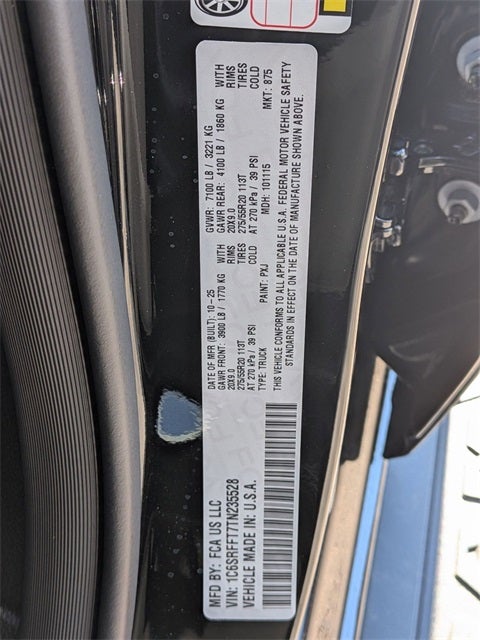 MFD BY: FCA US LLC
DATE OF MFR (BUILT): 10-25 GVWR: 7100 LB / 3221 KG
GAWR FRONT: 3900 LB / 1770 KG WITH GAWR REAR: 4100 LB / 1860 KG WITH
20X9.0 RIMS 20X9.0 RIMS
275/55R20 113T TIRES 275/55R20 113T TIRES
AT 270 kPa / 39 PSI COLD AT 270 kPa / 39 PSI COLD
TYPE: TRUCK PAINT: PXJ MDH: 101115 MKT: 875
THIS VEHICLE CONFORMS TO ALL APPLICABLE U.S.A. FEDERAL MOTOR VEHICLE SAFETY
STANDARDS IN EFFECT ON THE DATE OF MANUFACTURE SHOWN ABOVE.
VIN: 1C6SRFFT7TN235528
VEHICLE MADE IN: U.S.A.